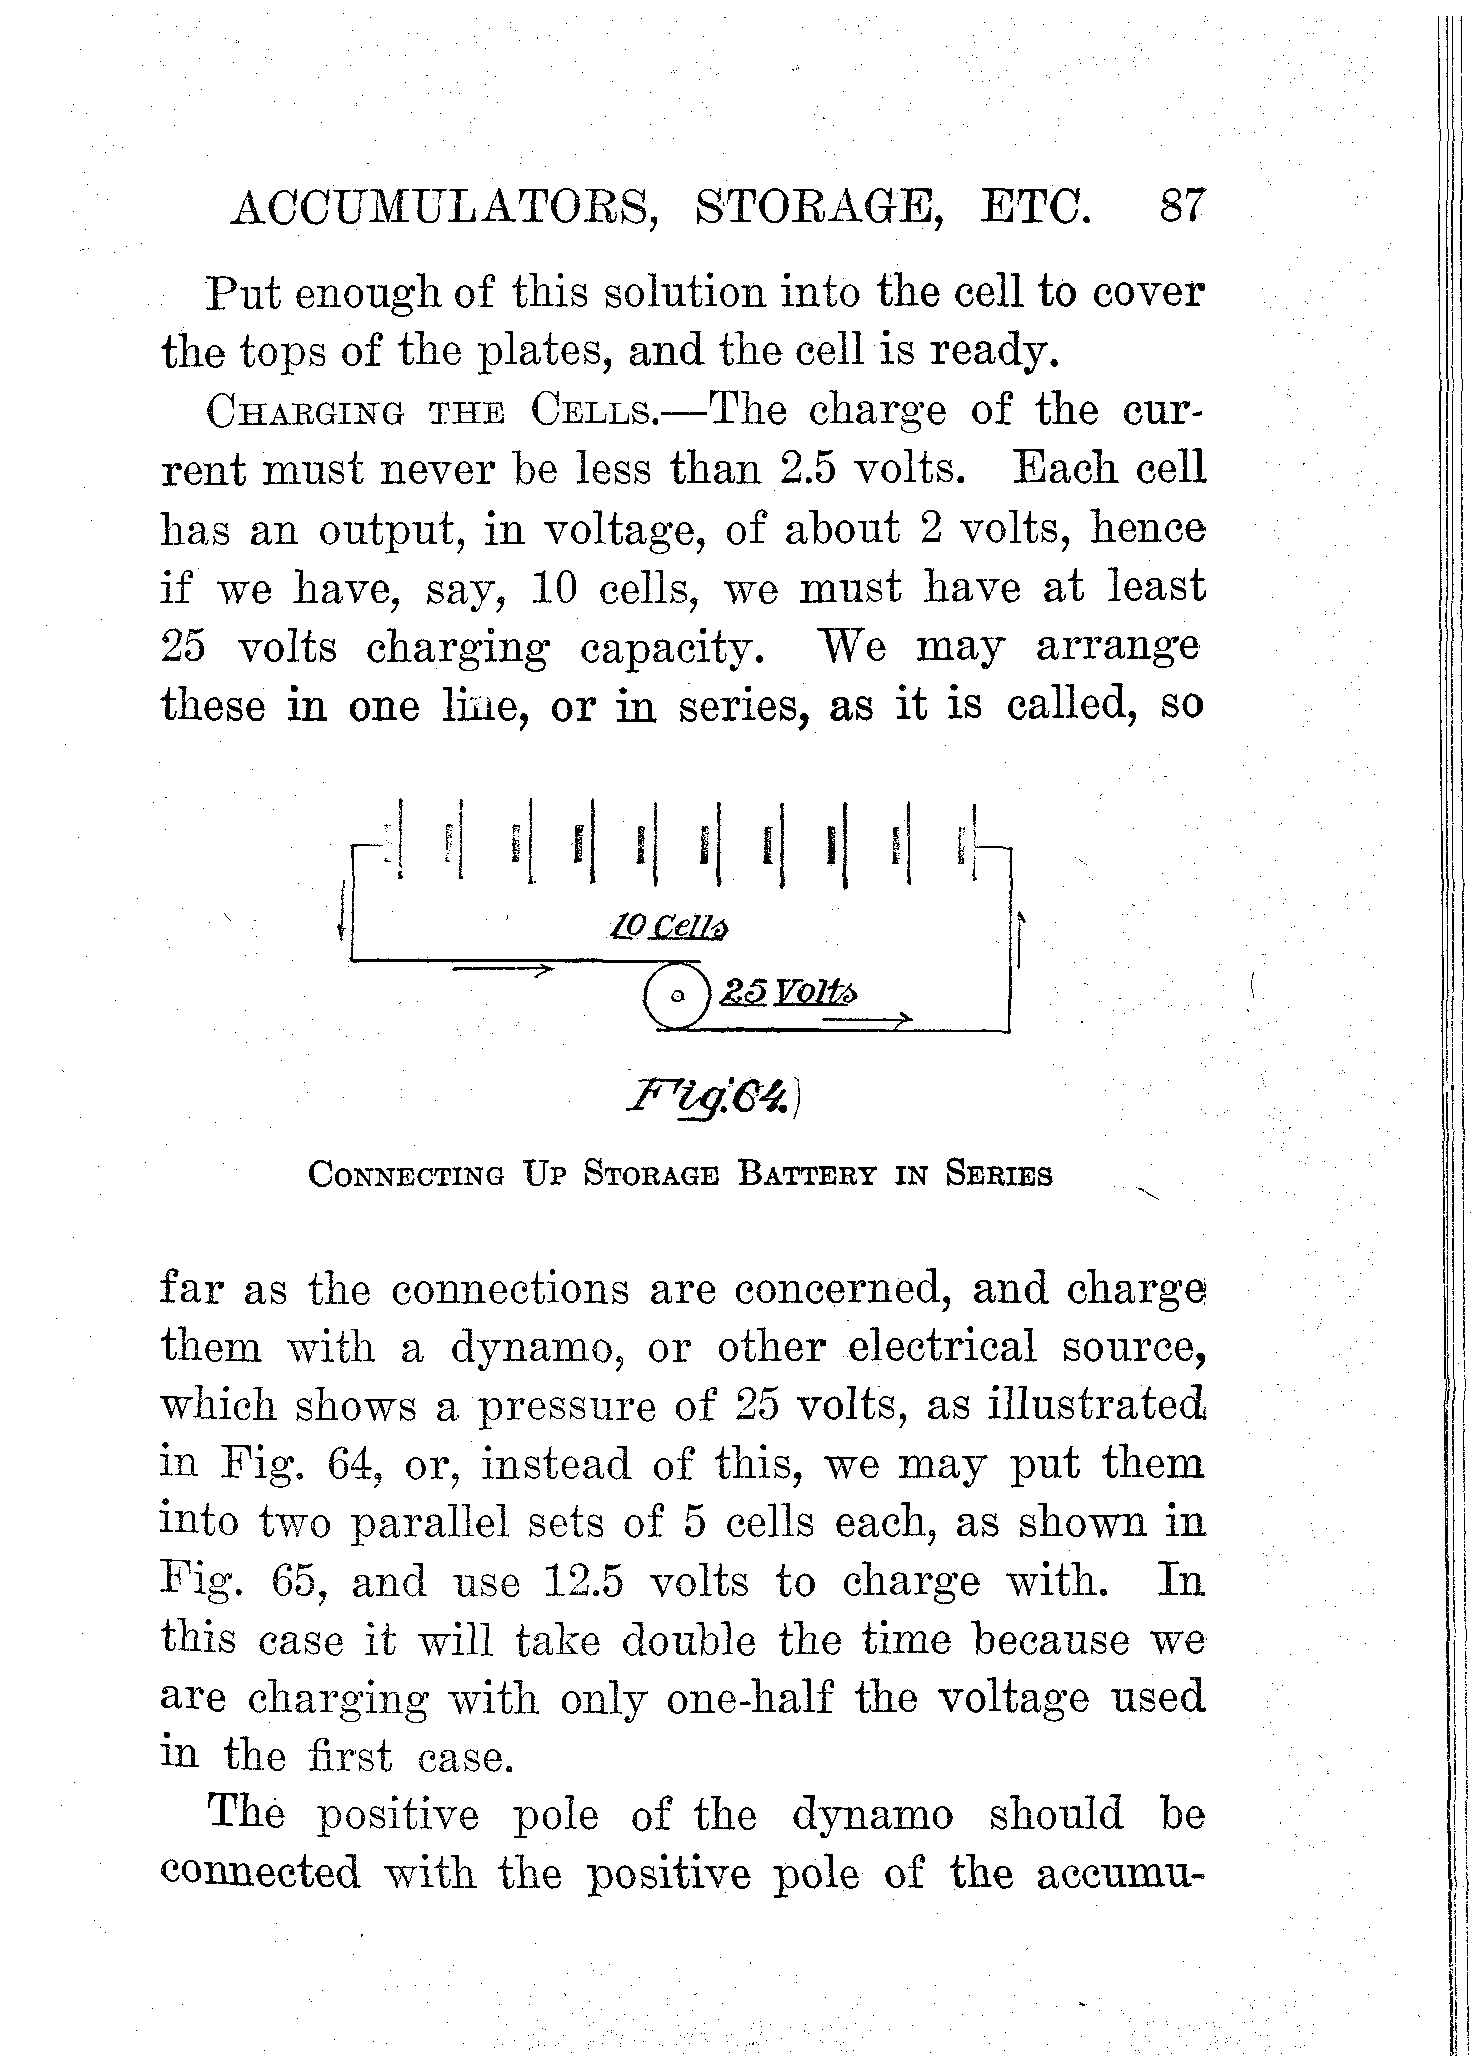 ACCUMULATORS, STORAGE, ETC. 87
Put enough of this solution into the cell to cover
the tops of the plates, and the cell is ready.
CHARGING THE CELLS.—The charge of the cur-
rent must never be less than 2.5 volts. Each cell
has an output, in voltage, of about 2 volts, hence
if we have, say, 10 cells, we must have at least
25 volts charging capacity. We may arrange
these in one line, or in series, as it is called, so
10 Cells
25 Volts
Fig. 64.
CONNECTING UP STORAGE BATTERY IN SERIES
far as the connections are concerned, and charge
them with a dynamo, or other electrical source,
which shows a pressure of 25 volts, as illustrated
in Fig. 64, or, instead of this, we may put them
into two parallel sets of 5 cells each, as shown in
Fig. 65, and use 12.5 volts to charge with. In
this case it will take double the time because we
are charging with only one-half the voltage used
in the first case.
The positive pole of the dynamo should be
connected with the positive pole of the accumu-